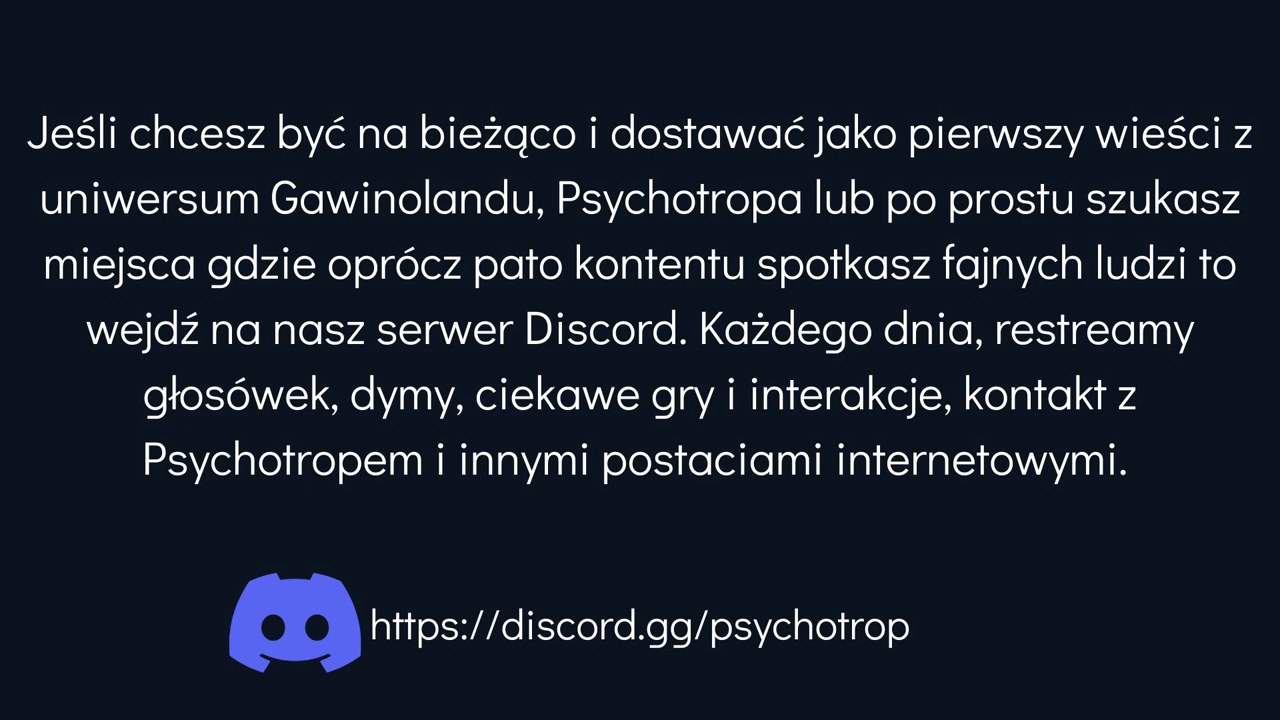 Jeśli chcesz być na bieżąco i dostawać jako pierwszy wieści z
uniwersum Gawinolandu, Psychotropa lub po prostu szukasz
miejsca gdzie oprócz pato kontentu spotkasz fajnych ludzi to
wejdź na nasz serwer Discord. Każdego dnia, restreamy
głosówek, dymy, ciekawe gry i interakcje, kontakt z
Psychotropem i innymi postaciami internetowymi.
https://discord.gg/psychotrop